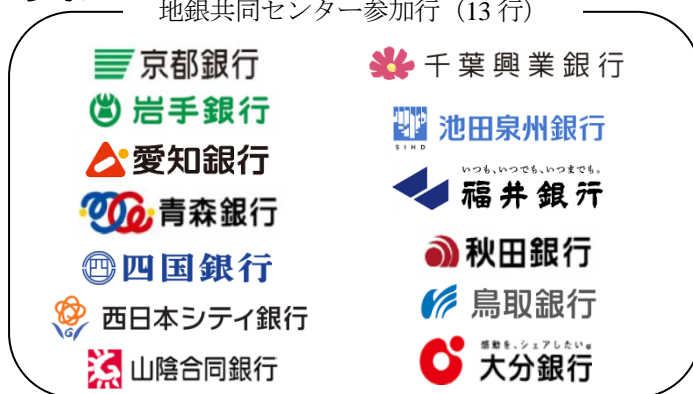 地銀共同センター参加行（13 行）
京都銀行
岩手銀行
愛知銀行
青森銀行
四国銀行
西日本シティ銀行
山陰合同銀行
千葉興業銀行
SIHD
池田泉州銀行
いつも、いつでも、いつまでも。
福井銀行
秋田銀行
鳥取銀行
感動を、シェアしたい。
大分銀行